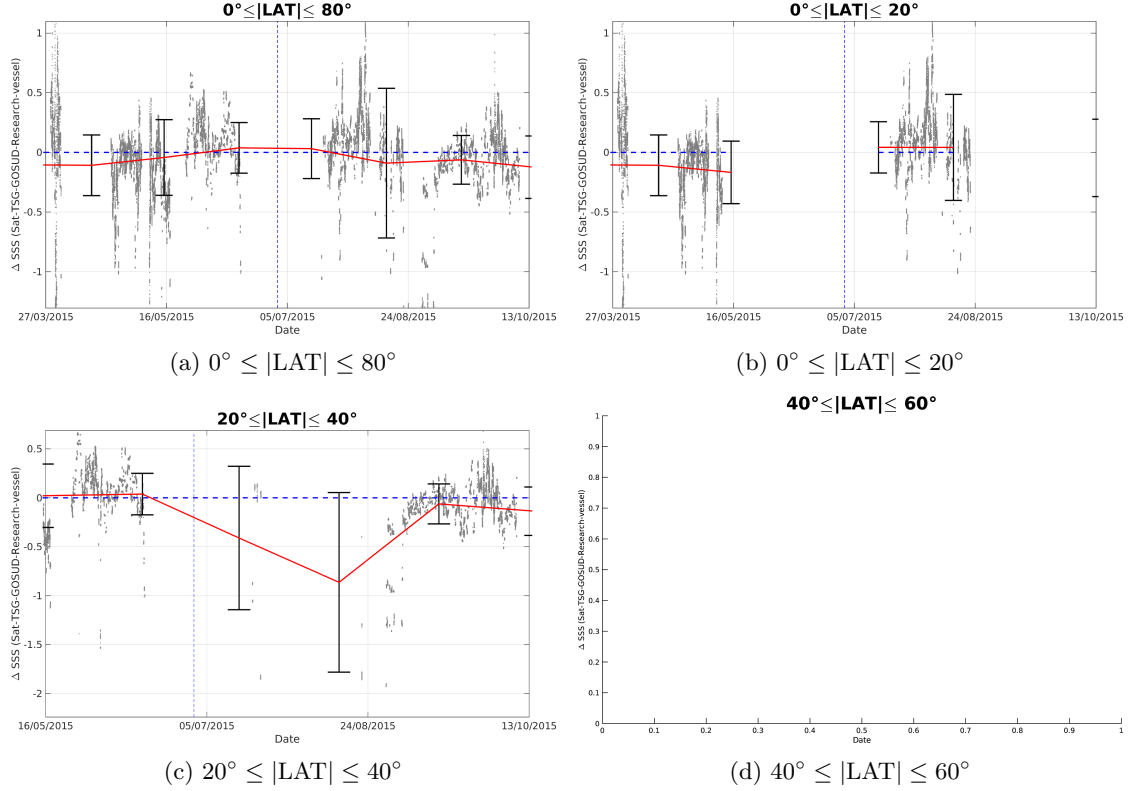 0°≤|LAT|≤ 80°
1
0.5
0
-0.5
-1
Δ SSS (Sat-TSG-GOSUD-Research-vessel)
27/03/2015 16/05/2015 05/07/2015 24/08/2015 13/10/2015
Date
(a) 0° ≤ |LAT| ≤ 80°
0°≤|LAT|≤ 20°
1
0.5
0
-0.5
-1
Δ SSS (Sat-TSG-GOSUD-Research-vessel)
27/03/2015 16/05/2015 05/07/2015 24/08/2015 13/10/2015
Date
(b) 0° ≤ |LAT| ≤ 20°
20°≤|LAT|≤ 40°
0.5
0
-0.5
-1
-1.5
-2
Δ SSS (Sat-TSG-GOSUD-Research-vessel)
16/05/2015 05/07/2015 24/08/2015 13/10/2015
Date
(c) 20° ≤ |LAT| ≤ 40°
40°≤|LAT|≤ 60°
1
0.9
0.8
0.7
0.6
0.5
0.4
0.3
0.2
0.1
0
Δ SSS (Sat-TSG-GOSUD-Research-vessel)
0 0.1 0.2 0.3 0.4 0.5 0.6 0.7 0.8 0.9 1
Date
(d) 40° ≤ |LAT| ≤ 60°